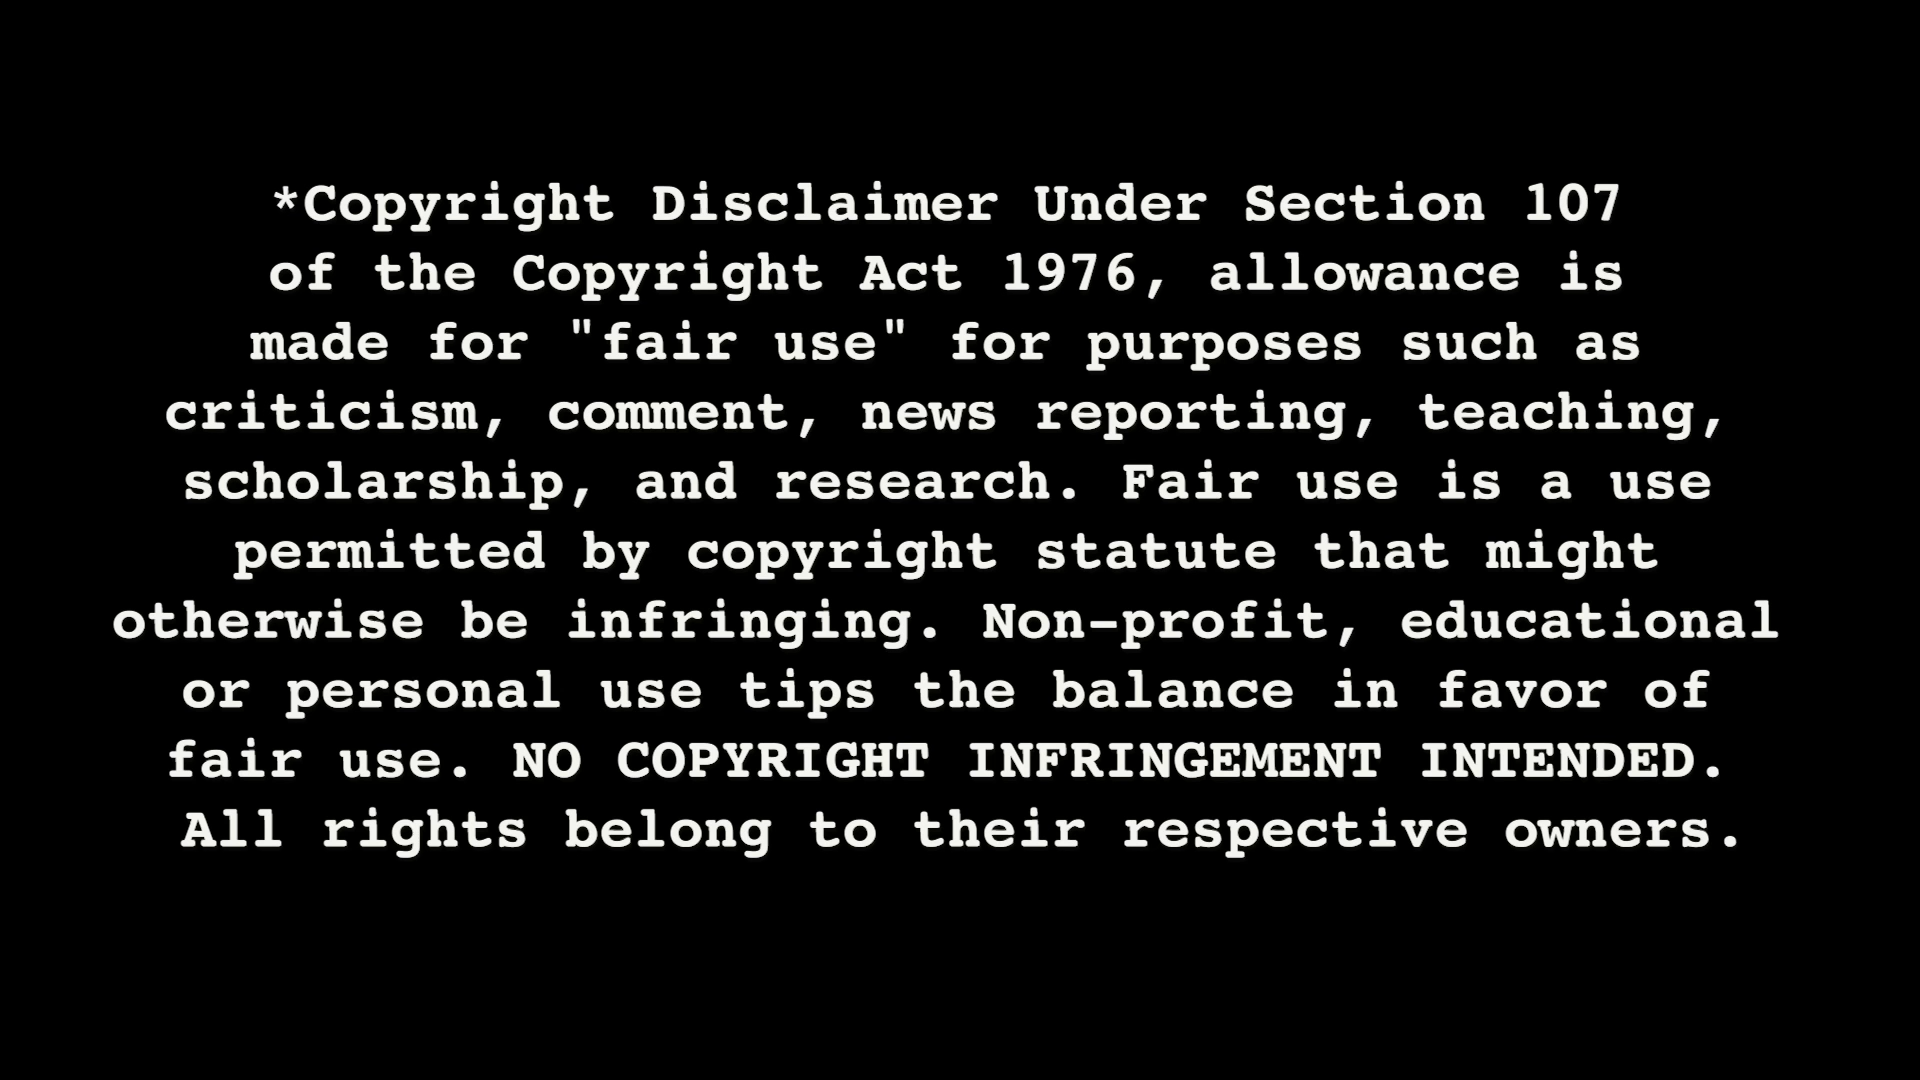 *Copyright Disclaimer Under Section 107
of the Copyright Act 1976, allowance is
made for "fair use" for purposes such as
criticism, comment, news reporting, teaching,
scholarship, and research. Fair use is a use
permitted by copyright statute that might
otherwise be infringing. Non-profit, educational
or personal use tips the balance in favor of
fair use. NO COPYRIGHT INFRINGEMENT INTENDED.
All rights belong to their respective owners.